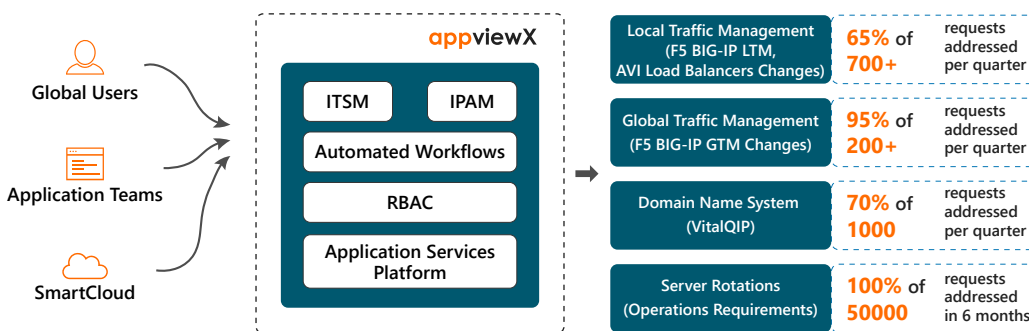 Global Users
Application Teams
SmartCloud
appviewX
ITSM
IPAM
Automated Workflows
RBAC
Application Services
Platform
Local Traffic Management
(F5 BIG-IP LTM,
AVI Load Balancers Changes)
65% of
700+
requests
addressed
per quarter
Global Traffic Management
(F5 BIG-IP GTM Changes)
95% of
200+
requests
addressed
per quarter
Domain Name System
(VitalQIP)
70% of
1000
requests
addressed
per quarter
Server Rotations
(Operations Requirements)
100% of
50000
requests
addressed
in 6 months